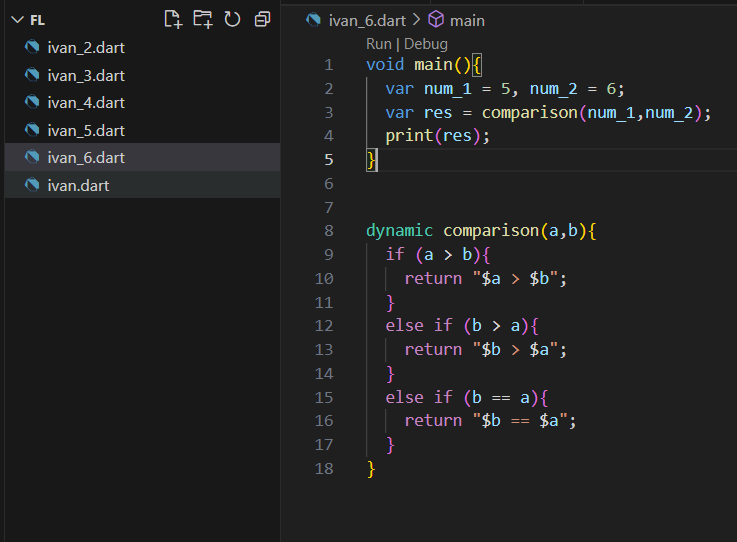 FL
ivan_2.dart
ivan_3.dart
ivan_4.dart
ivan_5.dart
ivan_6.dart
ivan.dart
ivan_6.dart > main
Run | Debug
1 void main(){
2 var num_1 = 5, num_2 = 6;
3 var res = comparison(num_1,num_2);
4 print(res);
5 }
6
7
8 dynamic comparison(a,b){
9 if (a > b){
10 return "$a > $b";
11 }
12 else if (b > a){
13 return "$b > $a";
14 }
15 else if (b == a){
16 return "$b == $a";
17 }
18 }